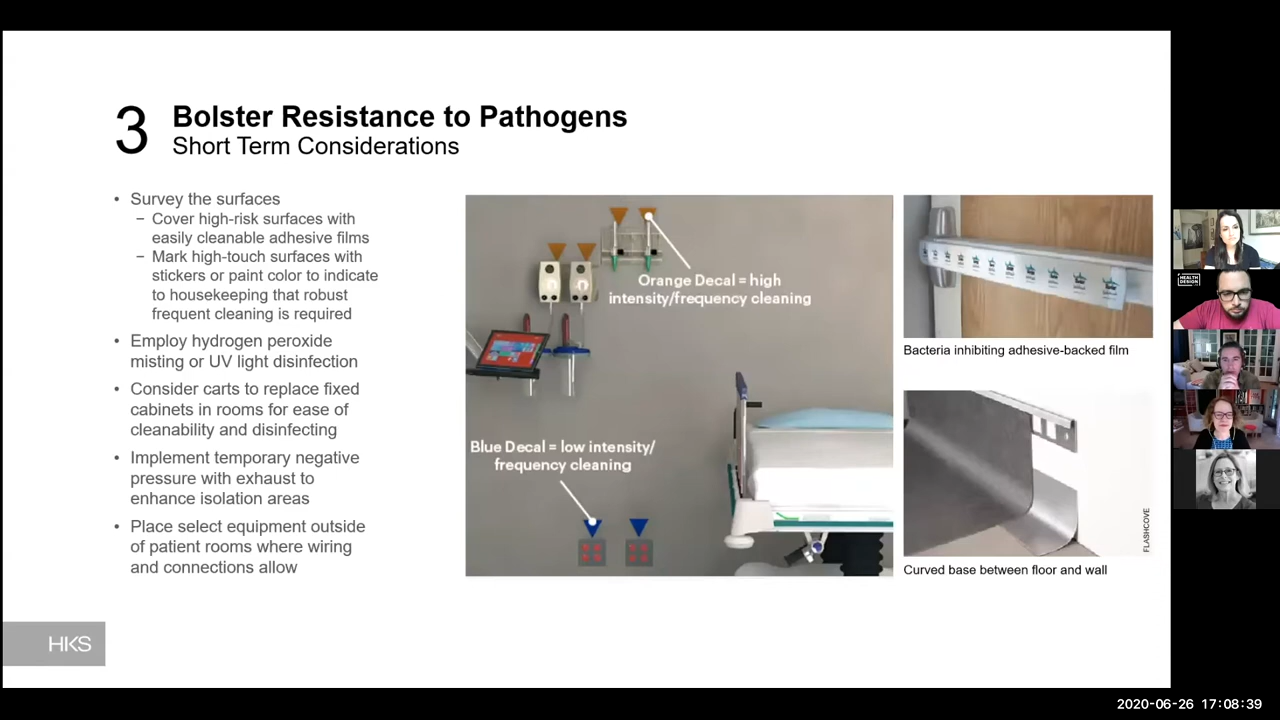 3
Bolster Resistance to Pathogens
Short Term Considerations
• Survey the surfaces
− Cover high-risk surfaces with
easily cleanable adhesive films
− Mark high-touch surfaces with
stickers or paint color to indicate
to housekeeping that robust
frequent cleaning is required
• Employ hydrogen peroxide
misting or UV light disinfection
• Consider carts to replace fixed
cabinets in rooms for ease of
cleanability and disinfecting
• Implement temporary negative
pressure with exhaust to
enhance isolation areas
• Place select equipment outside
of patient rooms where wiring
and connections allow
Orange Decal = high
intensity/frequency cleaning
Blue Decal = low intensity/
frequency cleaning
Bacteria inhibiting adhesive-backed film
FLASHCOVE
Curved base between floor and wall
HKS
HEALTH
DESIGN
2020-06-26 17:08:39